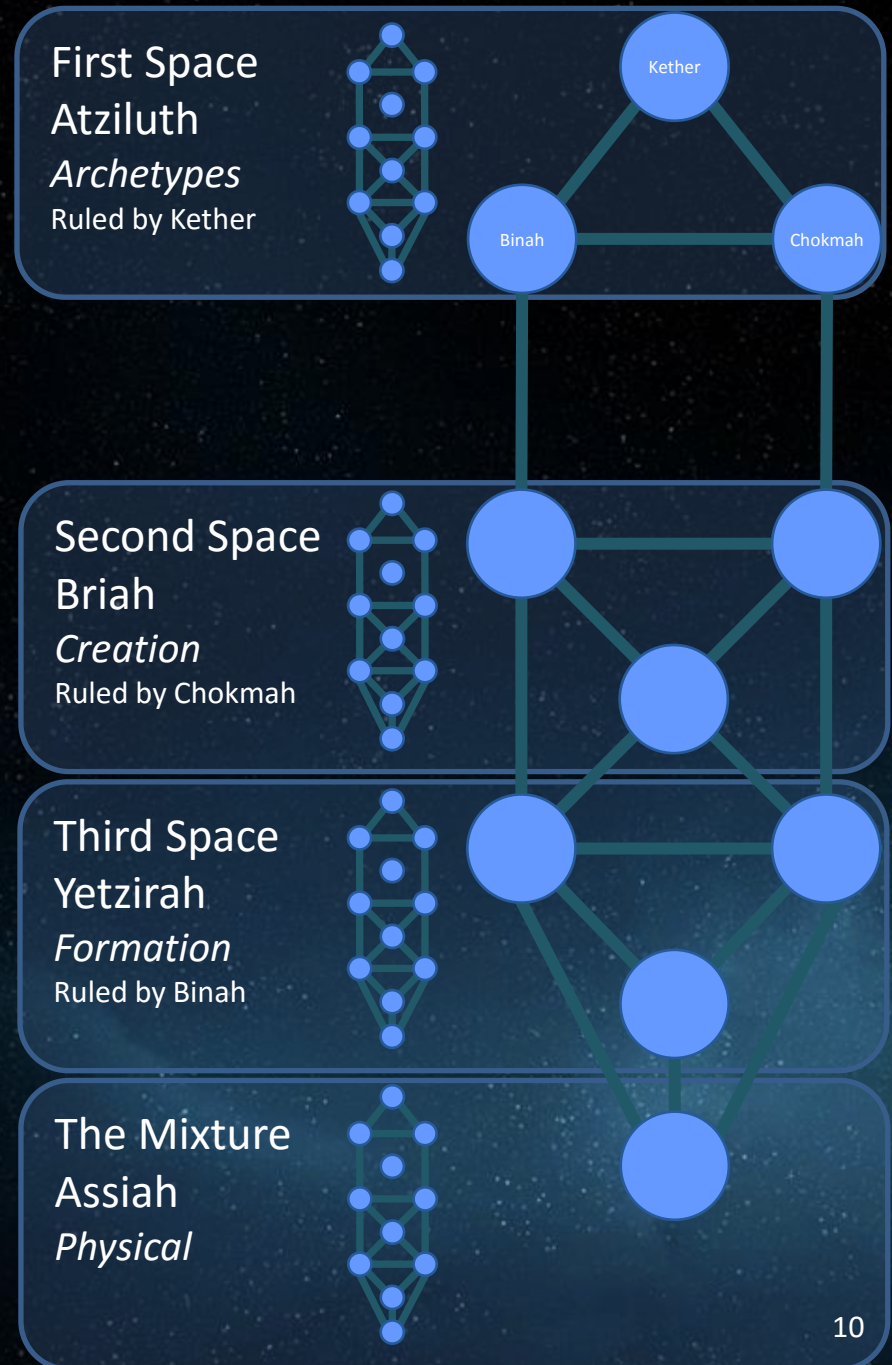 First Space
Atziluth
Archetypes
Ruled by Kether
Kether
Binah
Chokmah
Second Space
Briah
Creation
Ruled by Chokmah
Third Space
Yetzirah
Formation
Ruled by Binah
The Mixture
Assiah
Physical
10